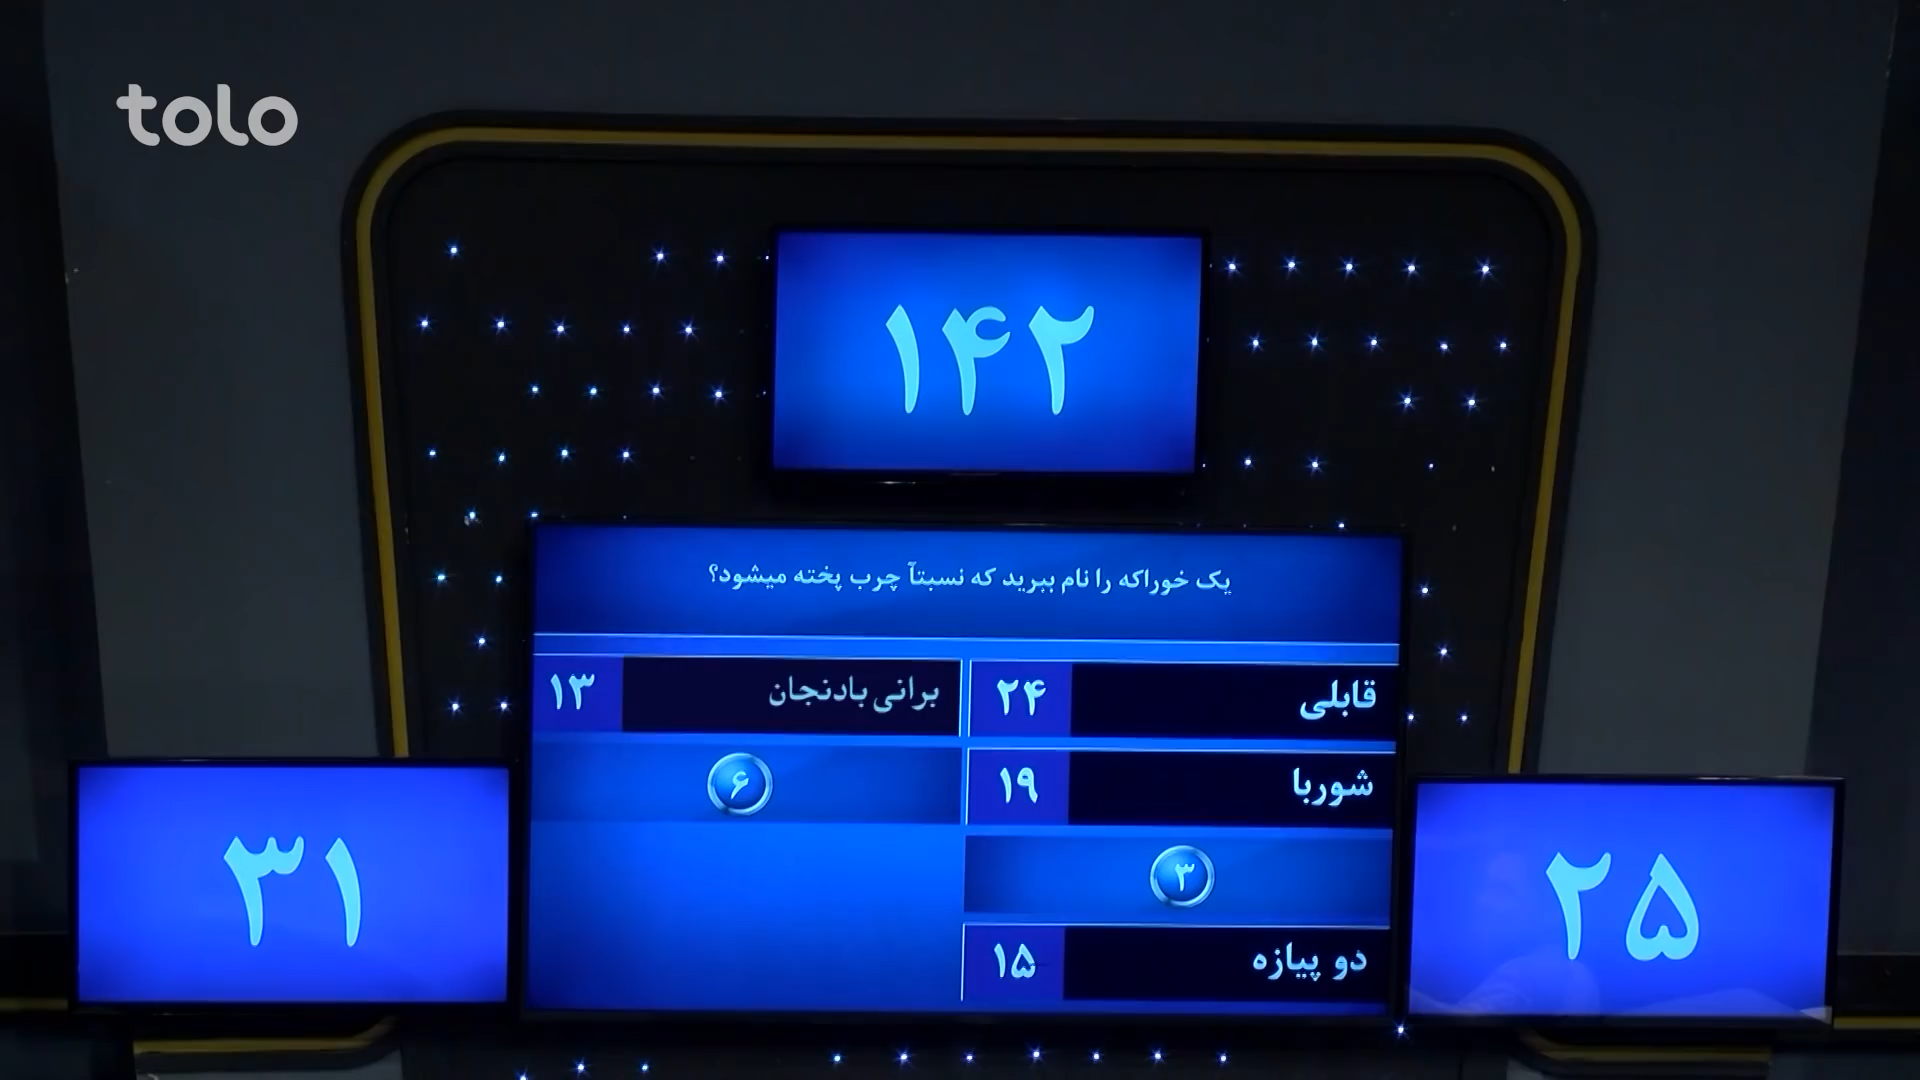 tolo
۱۴۲
یک خوراکه را نام ببرید که نسبتآ چرب پخته میشود؟
قابلی ۲۴
شوربا ۱۹
۳
دو پیازه ۱۵
برانی بادنجان ۱۳
۶
۳۱
۲۵